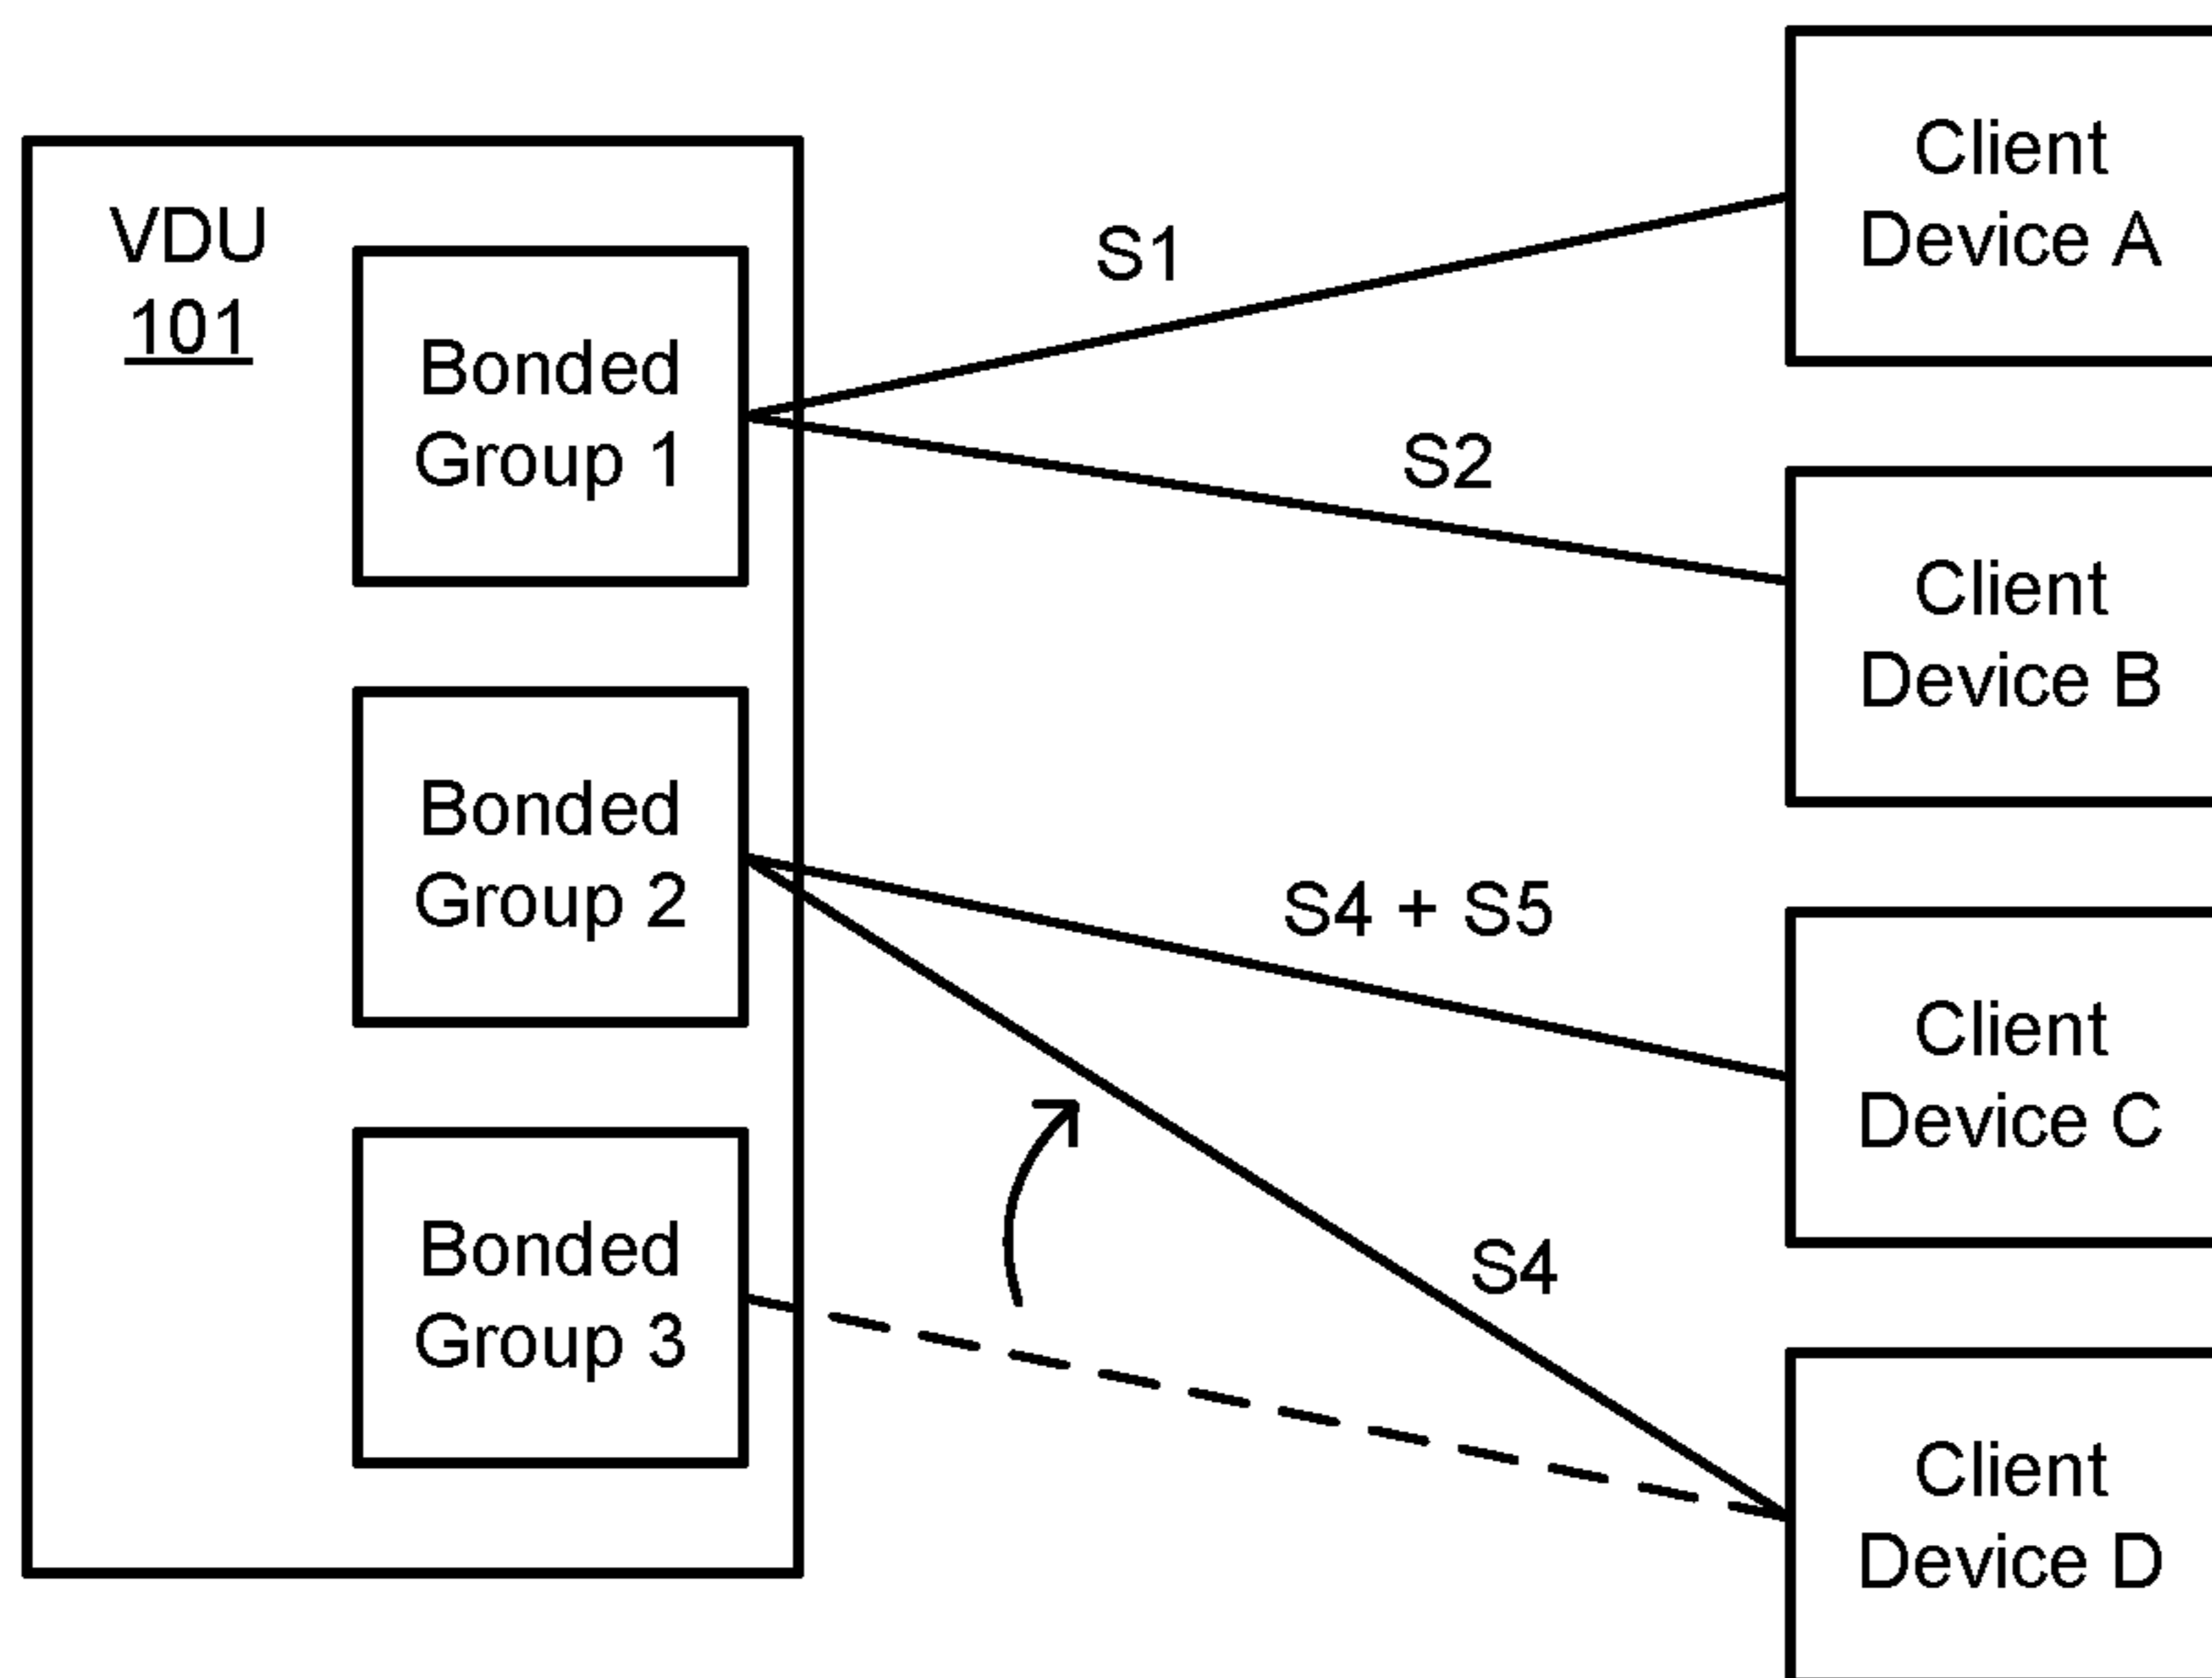 VDU
101
Bonded
Group 1
Bonded
Group 2
Bonded
Group 3
S1
S2
S4 + S5
S4
Client
Device A
Client
Device B
Client
Device C
Client
Device D